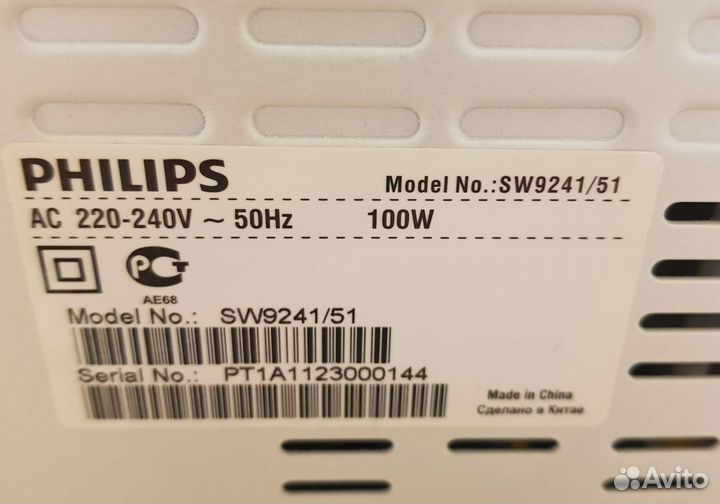 PHILIPS Model No.:SW9241/51
AC 220-240V ~ 50Hz 100W
РСТ
AE68
Model No.: SW9241/51
Serial No.: PT1A1123000144
Made in China
Сделано в Китае
Avito